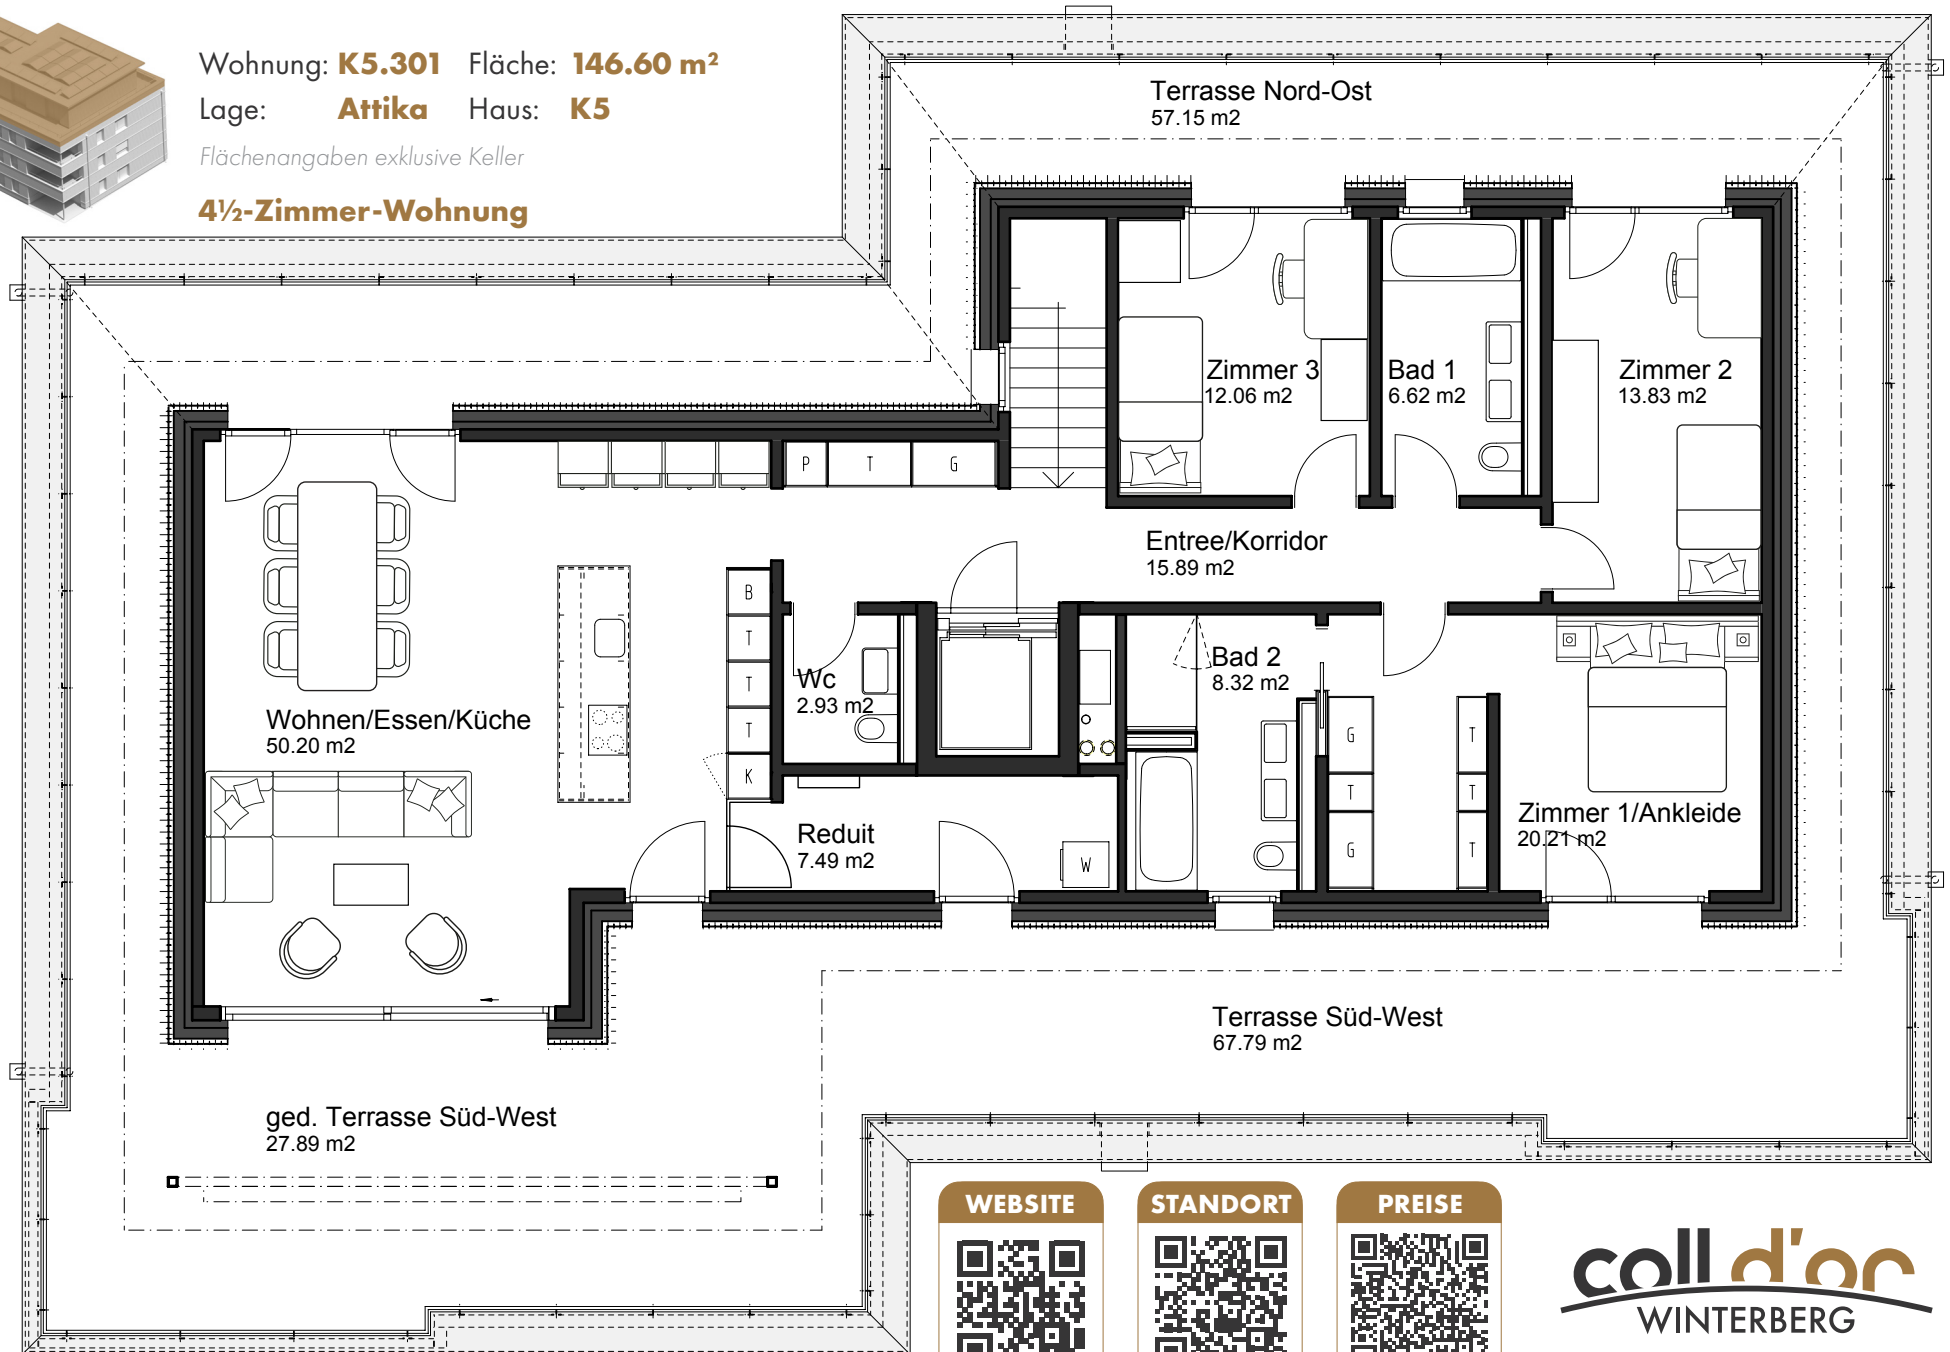 Wohnung: K5.301 Fläche: 146.60 m²
Lage: Attika Haus: K5
Flächenangaben exklusive Keller
4½-Zimmer-Wohnung
Terrasse Nord-Ost
57.15 m2
Zimmer 3
12.06 m2
Bad 1
6.62 m2
Zimmer 2
13.83 m2
P T G
Entree/Korridor
15.89 m2
B
T
T
T
K
Wc
2.93 m2
Bad 2
8.32 m2
Wohnen/Essen/Küche
50.20 m2
G
T
G
T
T
T
Zimmer 1/Ankleide
20.21 m2
Reduit
7.49 m2
W
Terrasse Süd-West
67.79 m2
ged. Terrasse Süd-West
27.89 m2
WEBSITE
STANDORT
PREISE
coll d'or
WINTERBERG